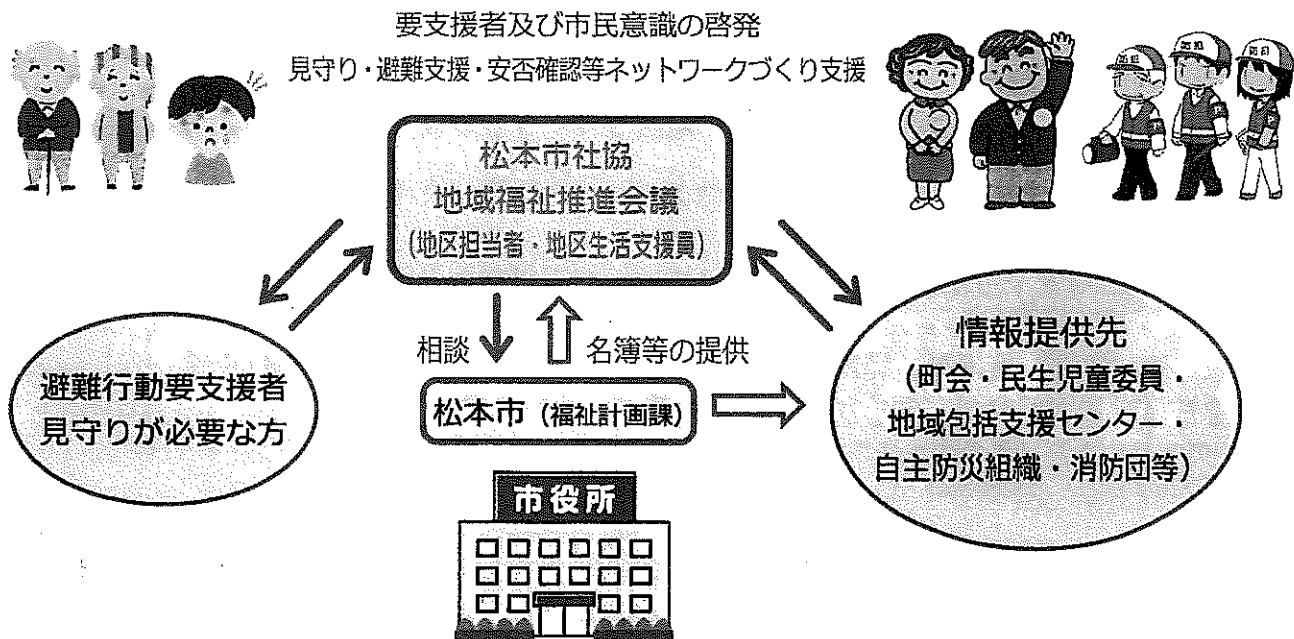 要支援者及び市民意識の啓発
見守り・避難支援・安否確認等ネットワークづくり支援
松本市社協
地域福祉推進会議
(地区担当者・地区生活支援員)
相談
名簿等の提供
避難行動要支援者
見守りが必要な方
松本市(福祉計画課)
情報提供先
(町会・民生児童委員・
地域包括支援センター・
自主防災組織・消防団等)
市役所